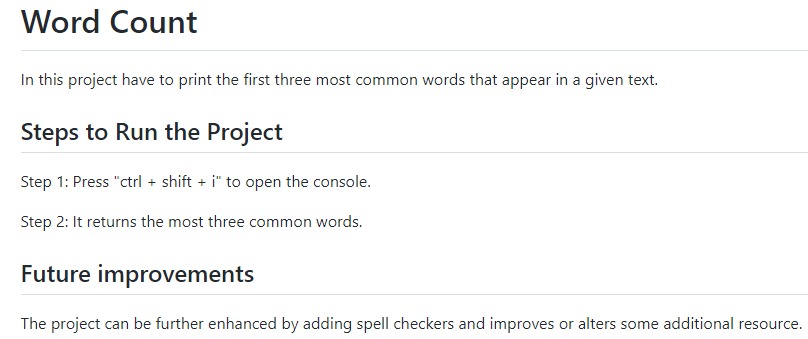 Word Count
In this project have to print the first three most common words that appear in a given text.
Steps to Run the Project
Step 1: Press "ctrl + shift + i" to open the console.
Step 2: It returns the most three common words.
Future improvements
The project can be further enhanced by adding spell checkers and improves or alters some additional resource.